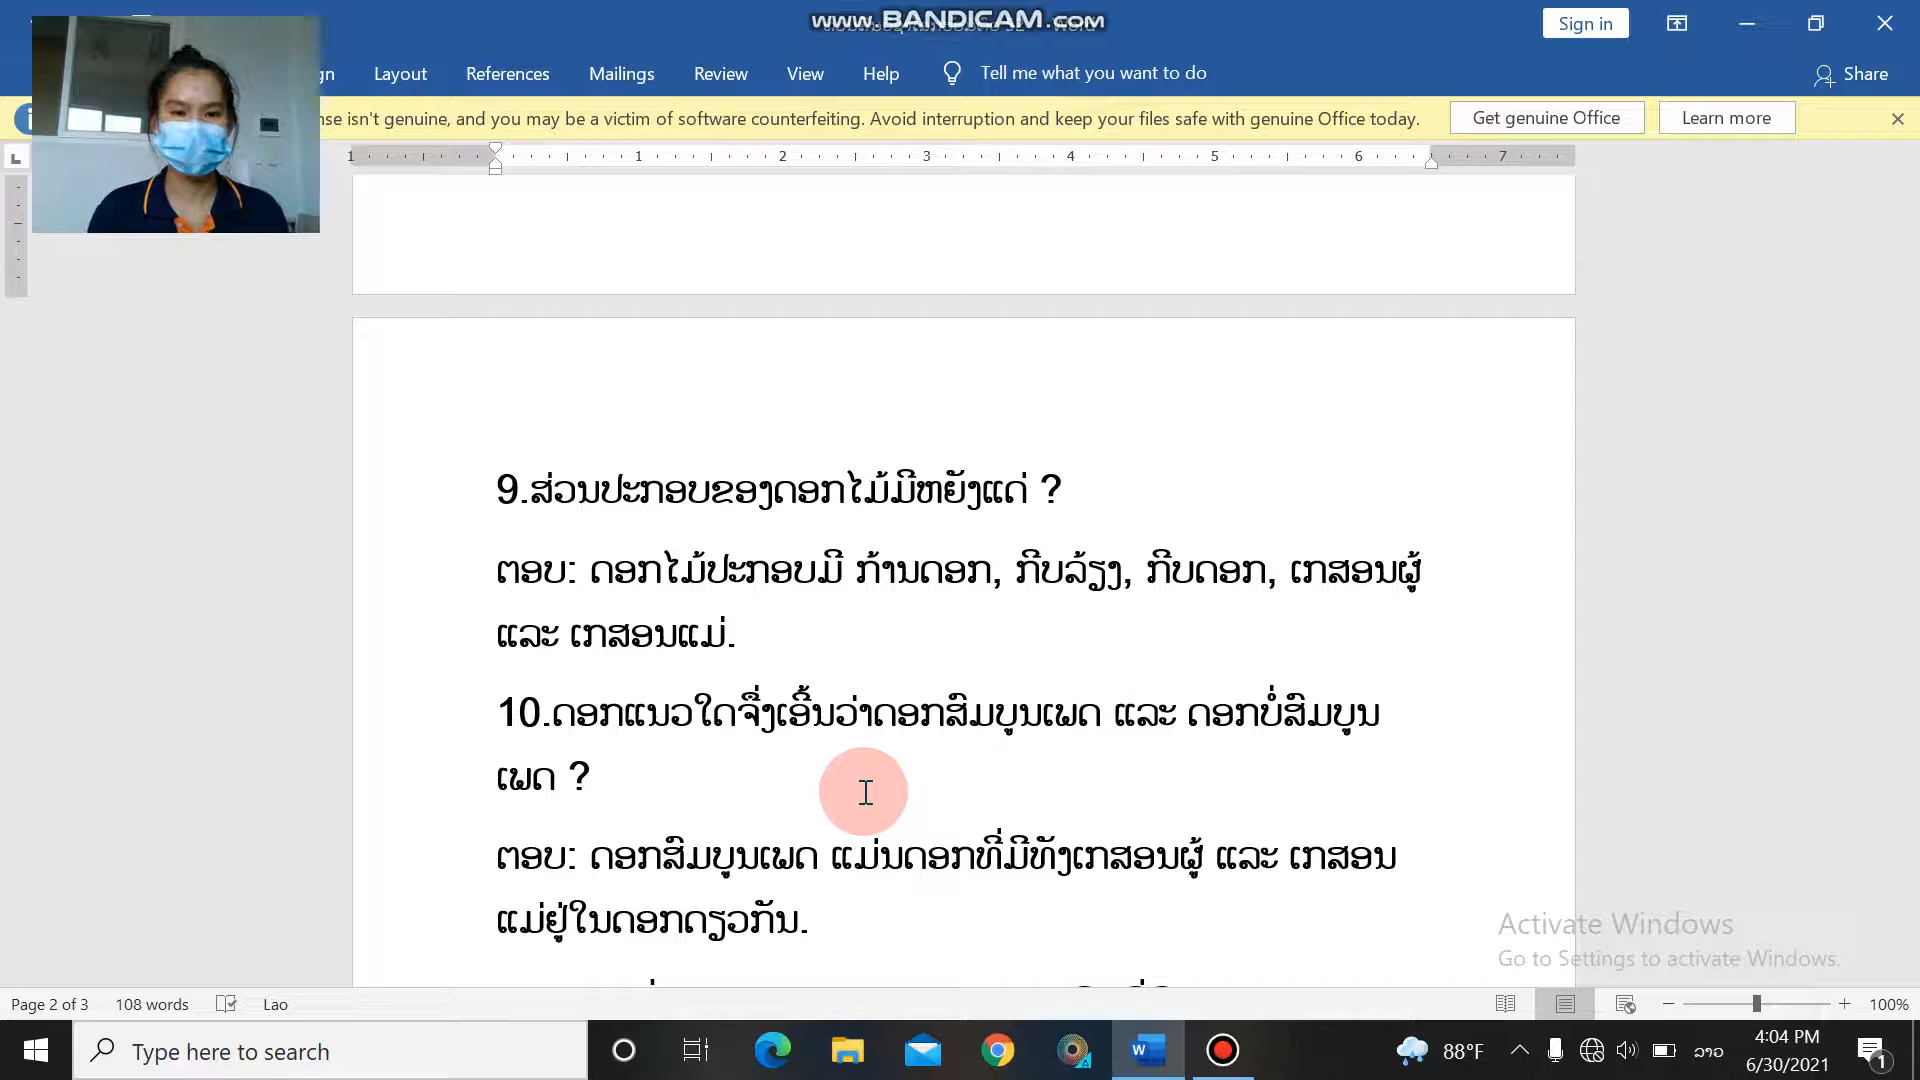 www.BANDICAM.com
Sign in
Layout References Mailings Review View Help Tell me what you want to do Share
nse isn't genuine, and you may be a victim of software counterfeiting. Avoid interruption and keep your files safe with genuine Office today. Get genuine Office Learn more
1 1 2 3 4 5 6 7
9.ສ່ວນປະກອບຂອງດອກໄມ້ມີຫຍັງແດ່ ?
ຕອບ: ດອກໄມ້ປະກອບມີ ກ້ານດອກ, ກີບລ້ຽງ, ກີບດອກ, ເກສອນຜູ້
ແລະ ເກສອນແມ່.
10.ດອກແນວໃດຈຶ່ງເອີ້ນວ່າດອກສົມບູນເພດ ແລະ ດອກບໍ່ສົມບູນ
ເພດ ?
ຕອບ: ດອກສົມບູນເພດ ແມ່ນດອກທີ່ມີທັງເກສອນຜູ້ ແລະ ເກສອນ
ແມ່ຢູ່ໃນດອກດຽວກັນ.
Activate Windows
Go to Settings to activate Windows.
Page 2 of 3 108 words Lao 100%
Type here to search
88°F ລາວ 4:04 PM
6/30/2021 1